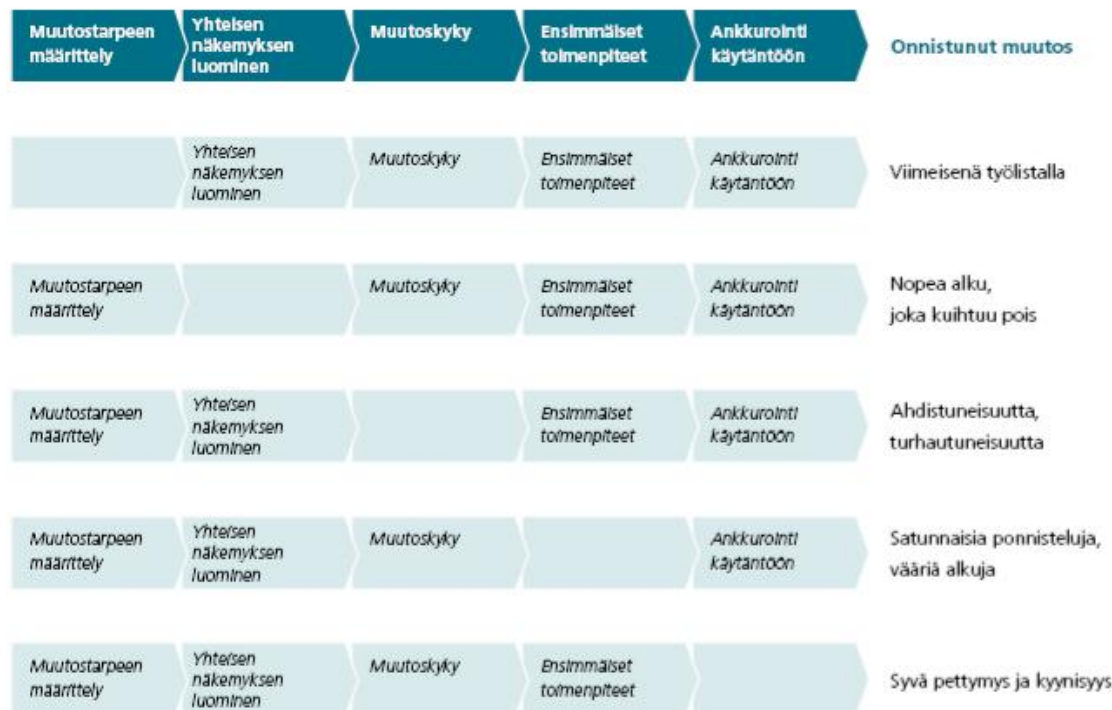 Muutostarpeen
määrittely
Yhteisen
näkemyksen
luominen
Muutoskyky
Ensimmäiset
toimenpiteet
Ankkurointi
käytäntöön
Onnistunut muutos
Yhteisen
näkemyksen
luominen
Muutoskyky
Ensimmäiset
toimenpiteet
Ankkurointi
käytäntöön
Viimeisenä työlistalla
Muutostarpeen
määrittely
Muutoskyky
Ensimmäiset
toimenpiteet
Ankkurointi
käytäntöön
Nopea alku,
joka kuihtuu pois
Muutostarpeen
määrittely
Yhteisen
näkemyksen
luominen
Ensimmäiset
toimenpiteet
Ankkurointi
käytäntöön
Ahdistuneisuutta,
turhautuneisuutta
Muutostarpeen
määrittely
Yhteisen
näkemyksen
luominen
Muutoskyky
Ankkurointi
käytäntöön
Satunnaisia ponnisteluja,
vääriä alkuja
Muutostarpeen
määrittely
Yhteisen
näkemyksen
luominen
Muutoskyky
Ensimmäiset
toimenpiteet
Syvä pettymys ja kyynisyys